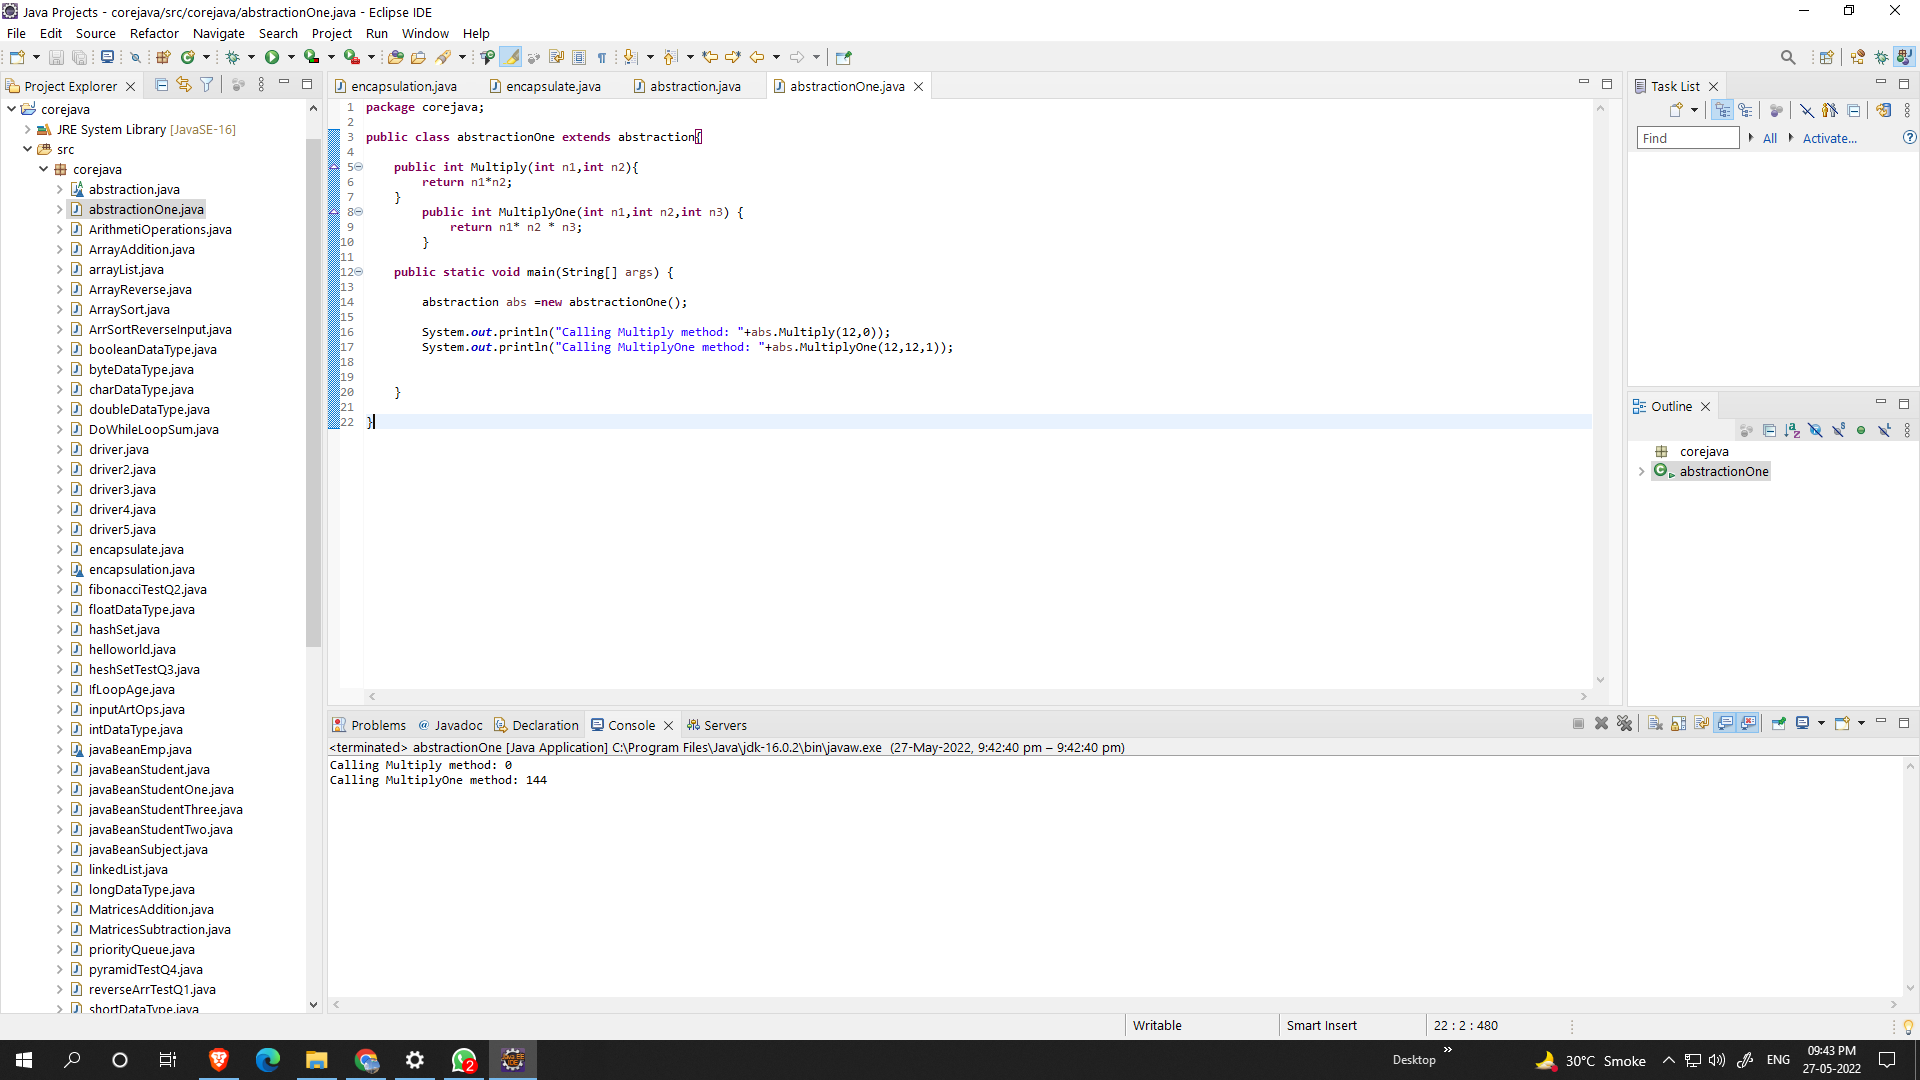 Java Projects - corejava/src/corejava/abstractionOne.java - Eclipse IDE
File Edit Source Refactor Navigate Search Project Run Window Help
Project Explorer
corejava
JRE System Library [JavaSE-16]
src
corejava
abstraction.java
abstractionOne.java
ArithmetiOperations.java
ArrayAddition.java
arrayList.java
ArrayReverse.java
ArraySort.java
ArrSortReverseInput.java
booleanDataType.java
byteDataType.java
charDataType.java
doubleDataType.java
DoWhileLoopSum.java
driver.java
driver2.java
driver3.java
driver4.java
driver5.java
encapsulate.java
encapsulation.java
fibonacciTestQ2.java
floatDataType.java
hashSet.java
helloworld.java
heshSetTestQ3.java
IfLoopAge.java
inputArtOps.java
intDataType.java
javaBeanEmp.java
javaBeanStudent.java
javaBeanStudentOne.java
javaBeanStudentThree.java
javaBeanStudentTwo.java
javaBeanSubject.java
linkedList.java
longDataType.java
MatricesAddition.java
MatricesSubtraction.java
priorityQueue.java
pyramidTestQ4.java
reverseArrTestQ1.java
shortDataType.java
encapsulation.java encapsulate.java abstraction.java abstractionOne.java
1 package corejava;
2
3 public class abstractionOne extends abstraction{
4
5 public int Multiply(int n1,int n2){
6 return n1*n2;
7 }
8 public int MultiplyOne(int n1,int n2,int n3) {
9 return n1* n2 * n3;
10 }
11
12 public static void main(String[] args) {
13
14 abstraction abs =new abstractionOne();
15
16 System.out.println("Calling Multiply method: "+abs.Multiply(12,0));
17 System.out.println("Calling MultiplyOne method: "+abs.MultiplyOne(12,12,1));
18
19
20 }
21
22 }
Task List
Find All Activate...
Outline
corejava
abstractionOne
Problems Javadoc Declaration Console Servers
<terminated> abstractionOne [Java Application] C:\Program Files\Java\jdk-16.0.2\bin\javaw.exe (27-May-2022, 9:42:40 pm – 9:42:40 pm)
Calling Multiply method: 0
Calling MultiplyOne method: 144
Writable Smart Insert 22 : 2 : 480
2
Desktop 30°C Smoke ENG 09:43 PM
27-05-2022